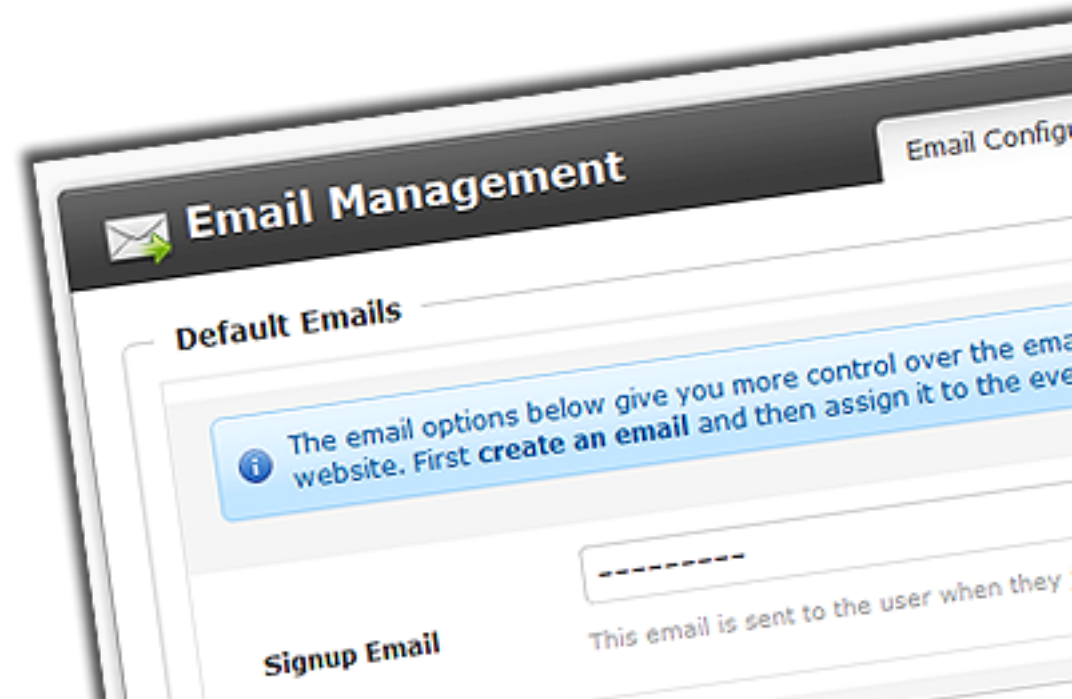 Email Management
Email Configu
Default Emails
The email options below give you more control over the ema
website. First create an email and then assign it to the eve
---------
This email is sent to the user when they
Signup Email